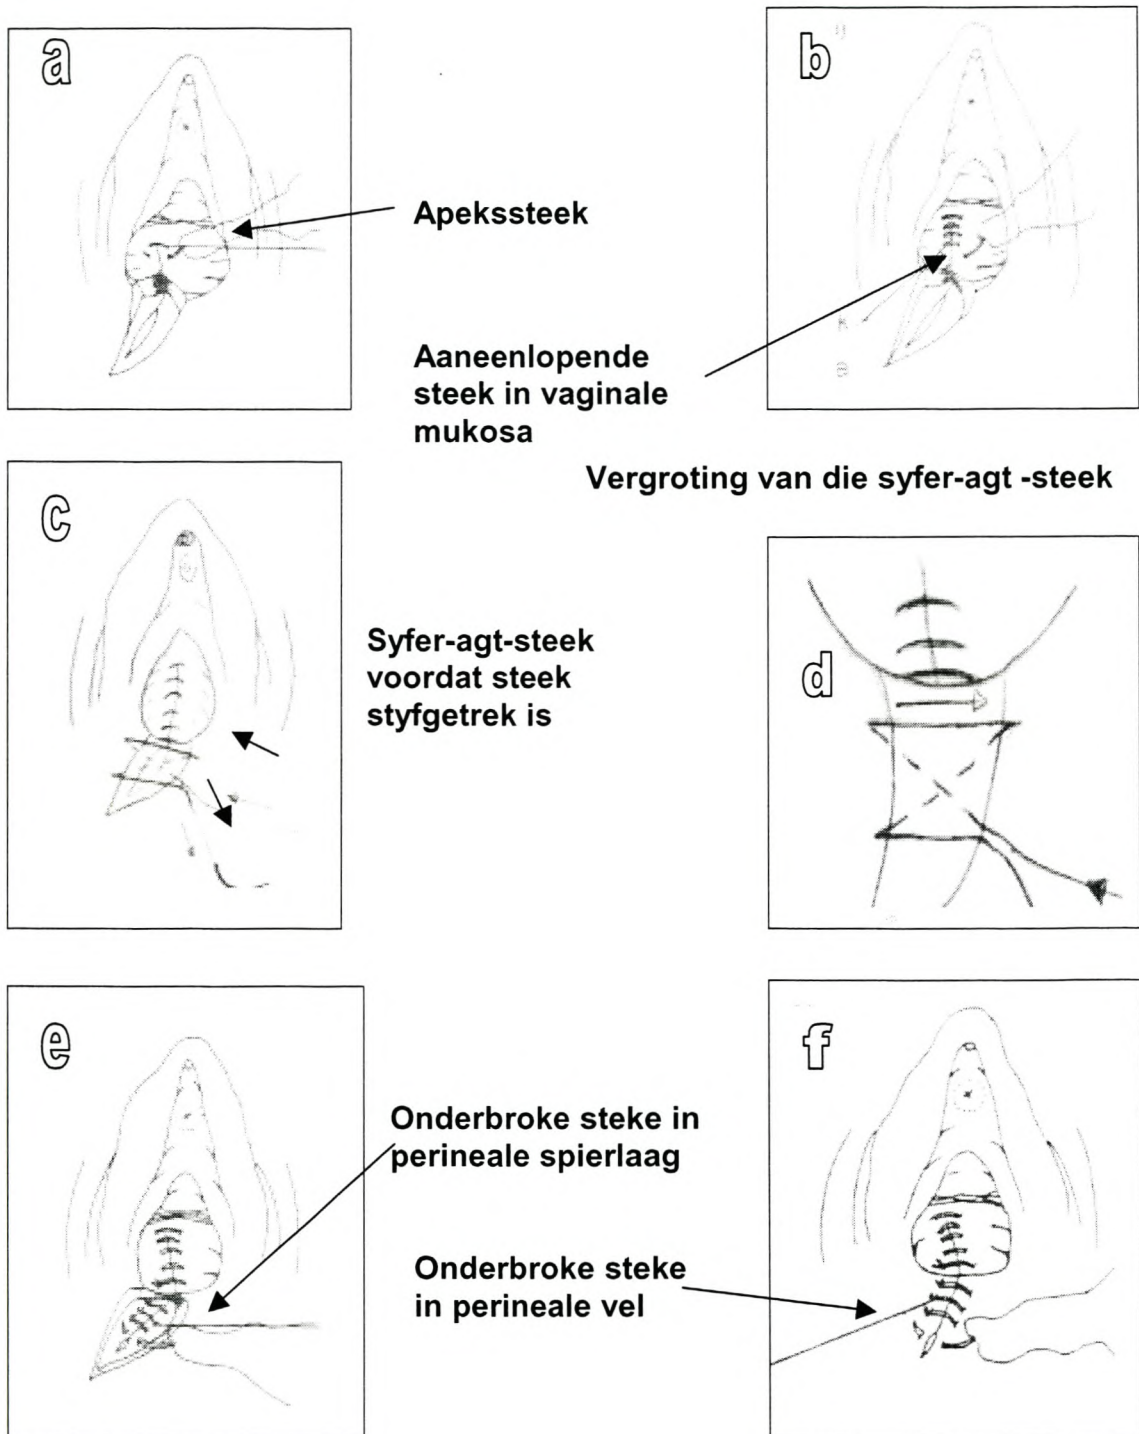 a
b
Apekssteek
Aaneenlopende
steek in vaginale
mukosa
Vergroting van die syfer-agt -steek
c
Syfer-agt-steek
voordat steek
styfgetrek is
d
e
Onderbroke steke in
perineale spierlaag
f
Onderbroke steke
in perineale vel